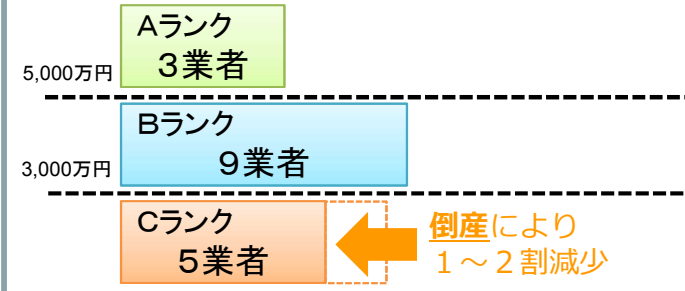 Aランク
3業者
5,000万円
Bランク
9業者
3,000万円
Cランク
5業者
倒産により
1～2割減少